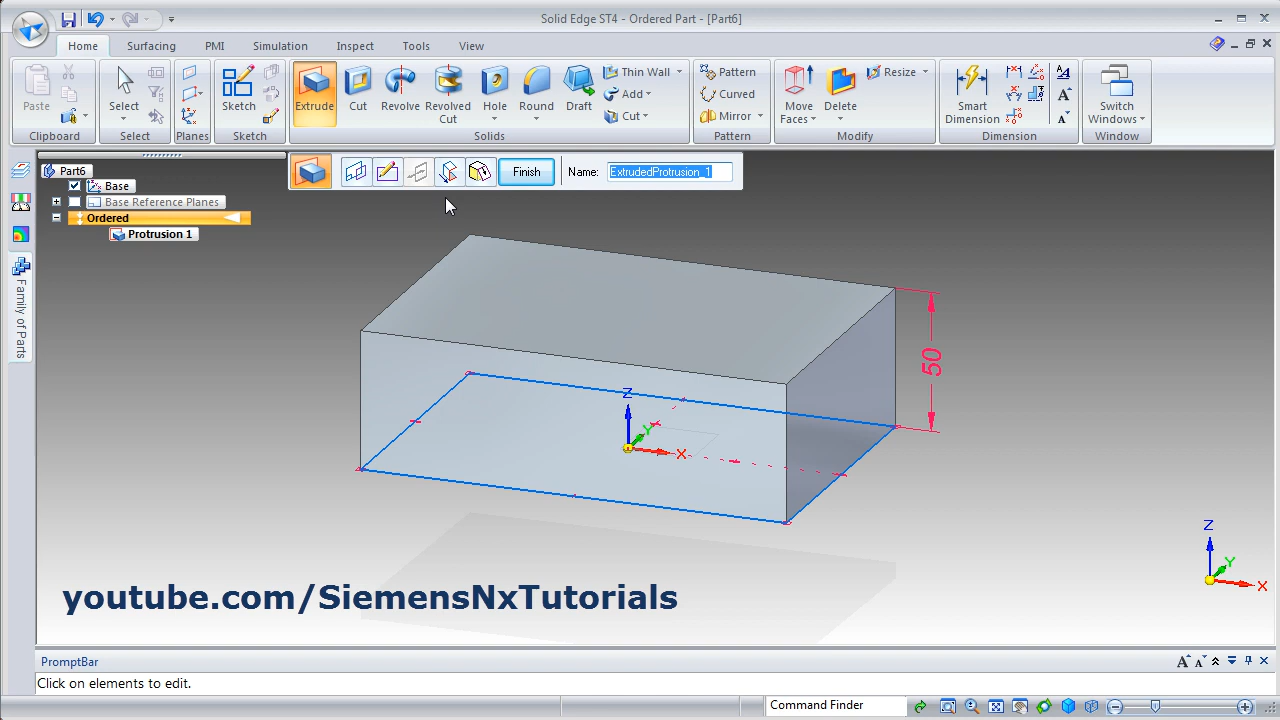 Solid Edge ST4 - Ordered Part - [Part6]
Home Surfacing PMI Simulation Inspect Tools View
Paste
Clipboard
Select
Select
Planes
Sketch
Sketch
Extrude Cut Revolve Revolved Cut Hole Round Draft Thin Wall Add Cut
Solids
Pattern Curved Mirror
Pattern
Move Faces Delete Resize
Modify
Smart Dimension
Dimension
Switch Windows
Window
Part6
Finish Name: ExtrudedProtrusion_1
Base
Base Reference Planes
Ordered
Protrusion 1
Family of Parts
50
Z
Y
X
Z
Y
X
youtube.com/SiemensNxTutorials
PromptBar
Click on elements to edit.
Command Finder